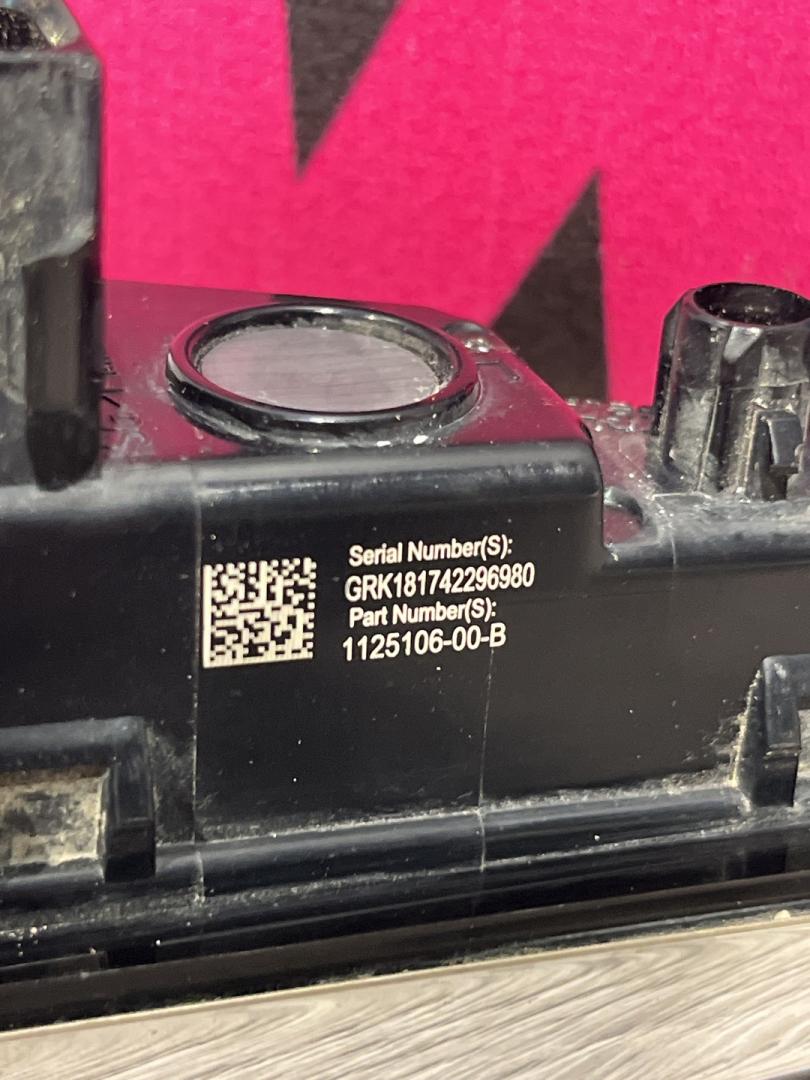 Serial Number(S):
GRK181742296980
Part Number(S):
1125106-00-B